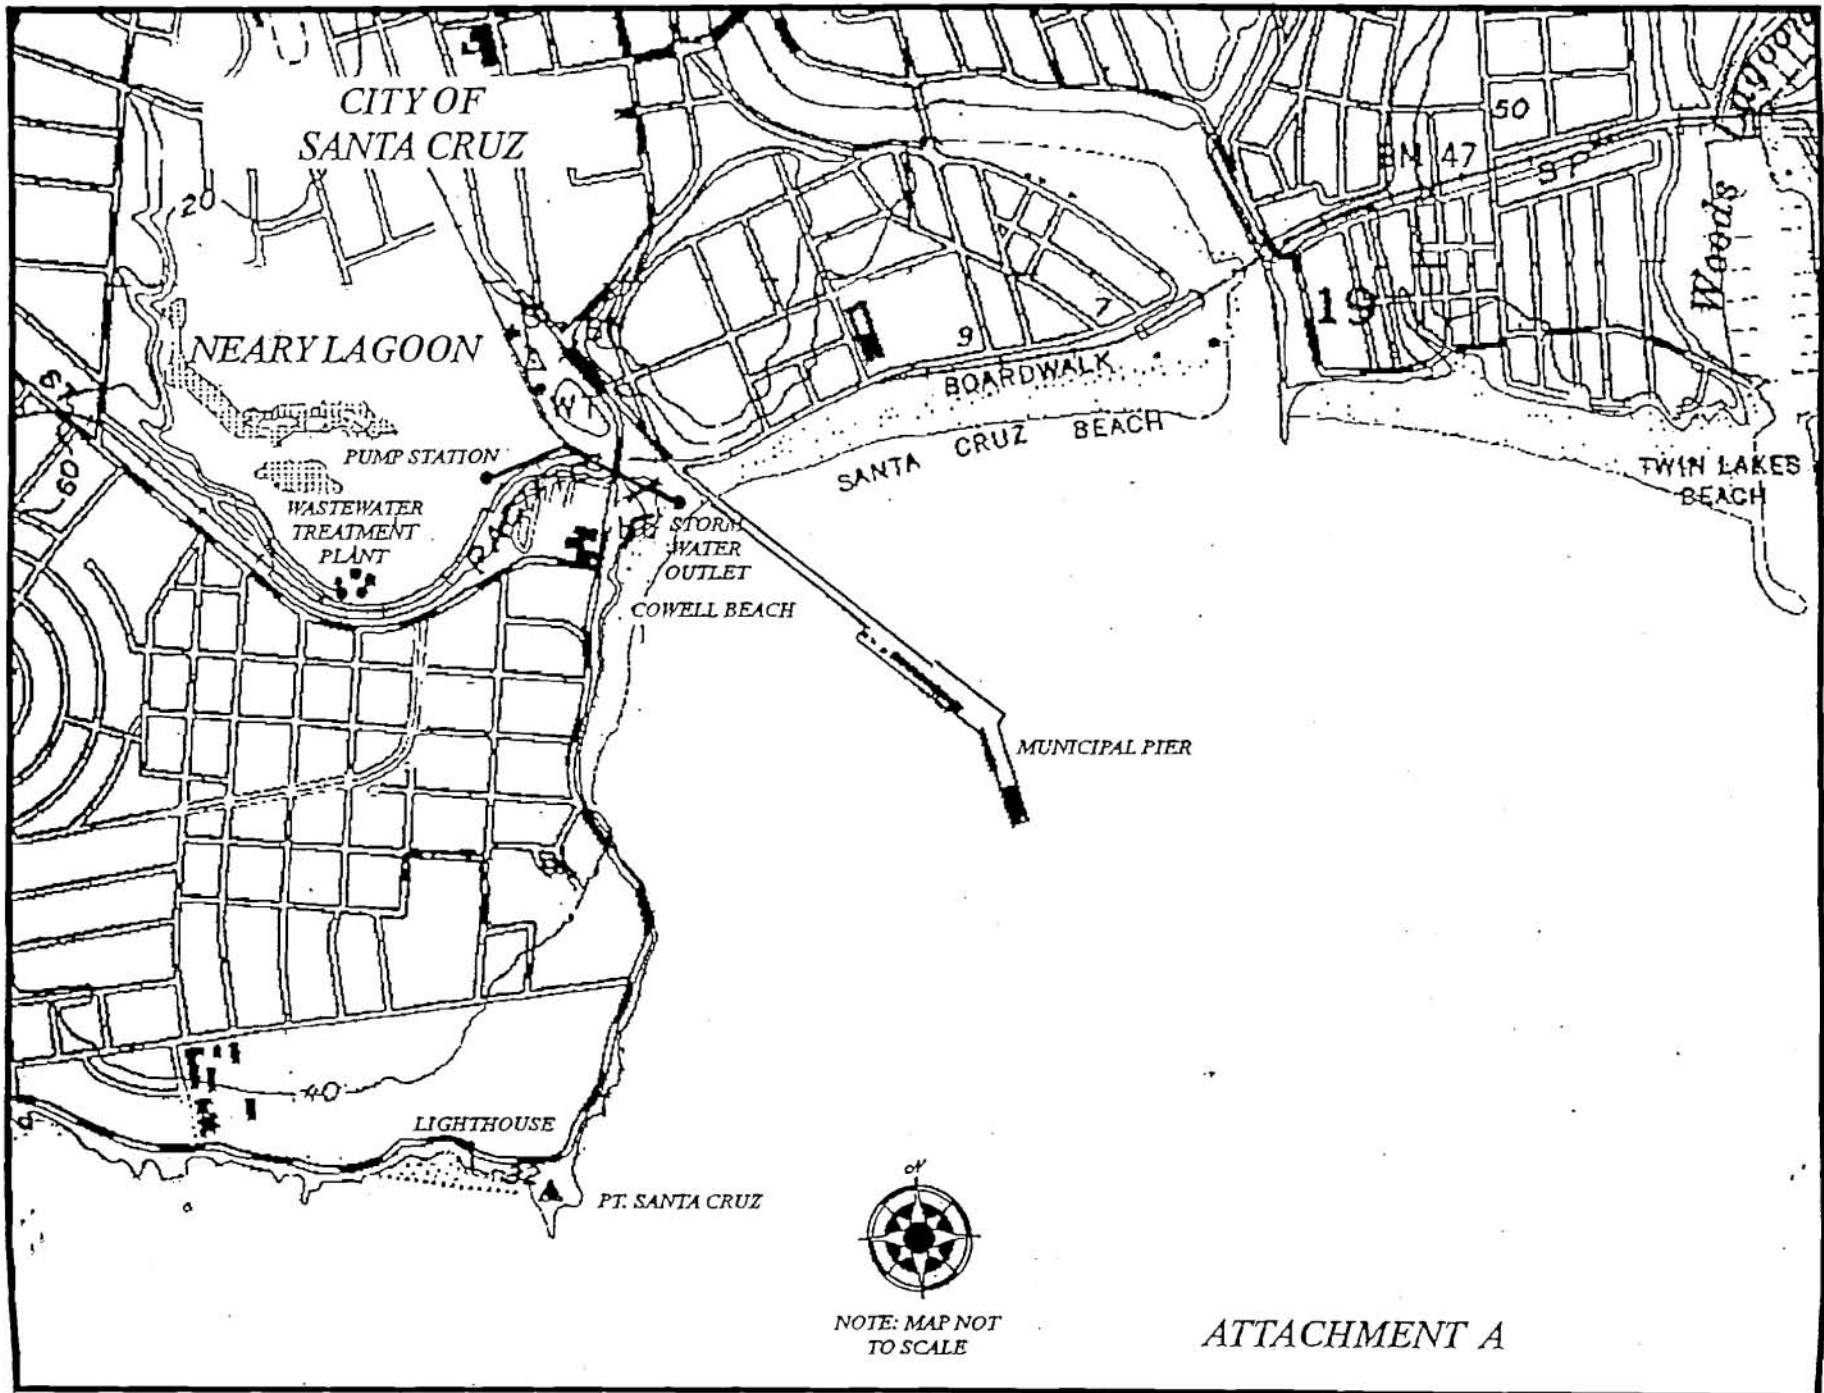 CITY OF
SANTA CRUZ
50
BM 47
20
Woods
NEARY LAGOON
19
7
9
BOARDWALK
SANTA CRUZ BEACH
PUMP STATION
TWIN LAKES
BEACH
60
WASTEWATER
TREATMENT
PLANT
STORM
WATER
OUTLET
COWELL BEACH
MUNICIPAL PIER
40
LIGHTHOUSE
32
PT. SANTA CRUZ
NOTE: MAP NOT
TO SCALE
ATTACHMENT A